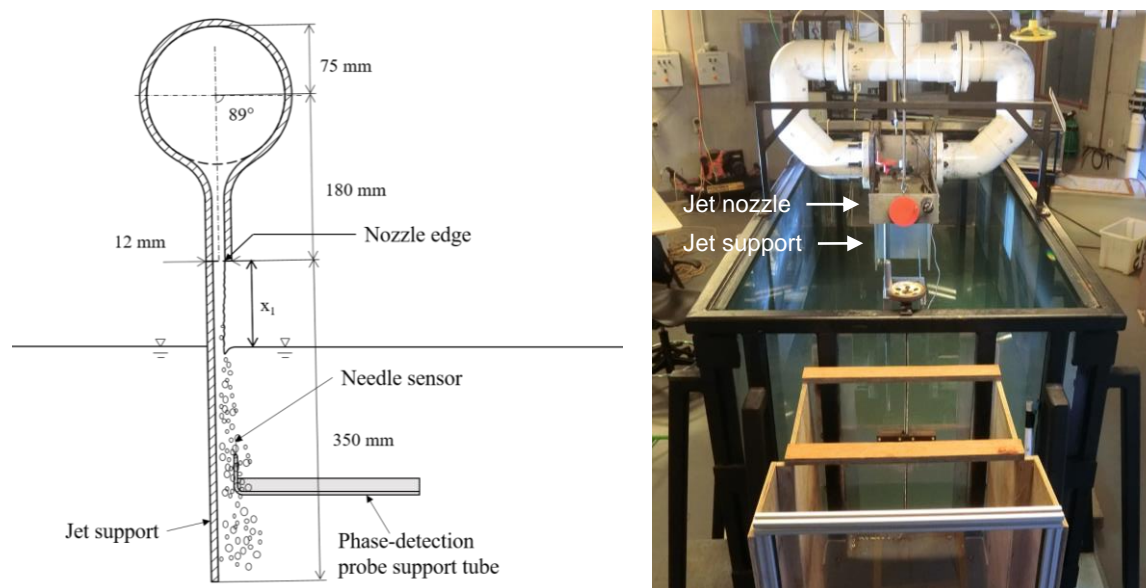 75 mm
89°
180 mm
12 mm
Nozzle edge
x₁
Needle sensor
350 mm
Jet support
Phase-detection
probe support tube
Jet nozzle
Jet support